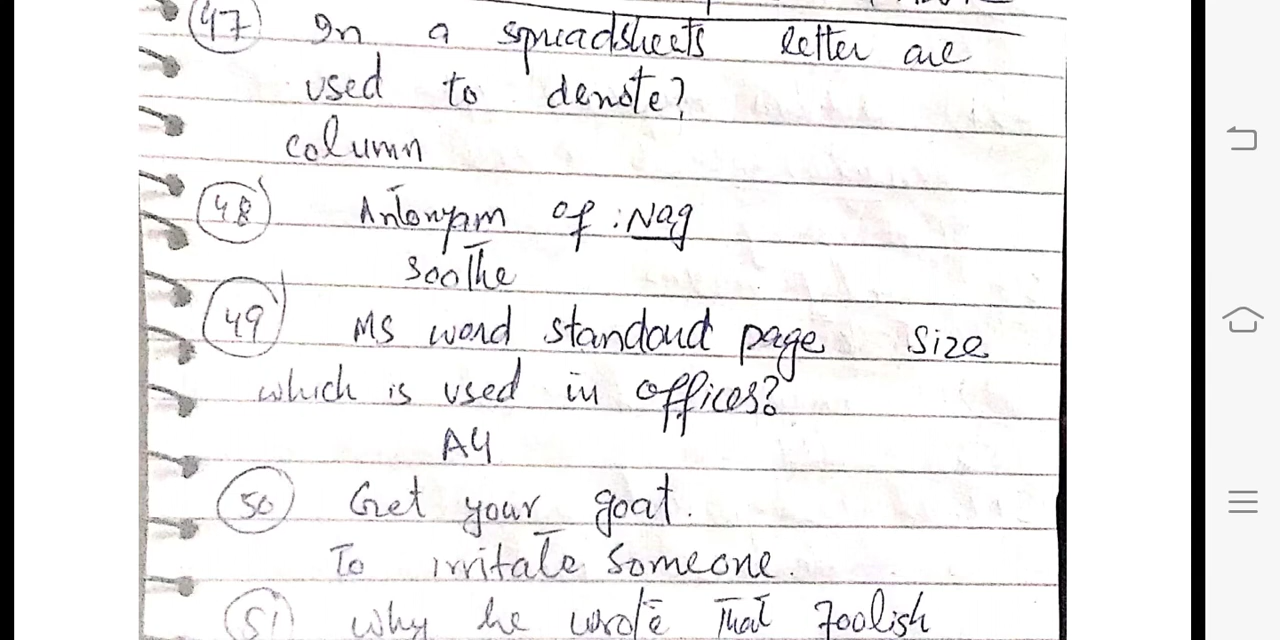 47 In a spreadsheets letter are
used to denote?
column
48 Antonyam of : Nag
soothe
49 MS word standard page size
which is used in offices?
A4
50 Get your goat.
To irritate someone.
51 why he wrote that foolish